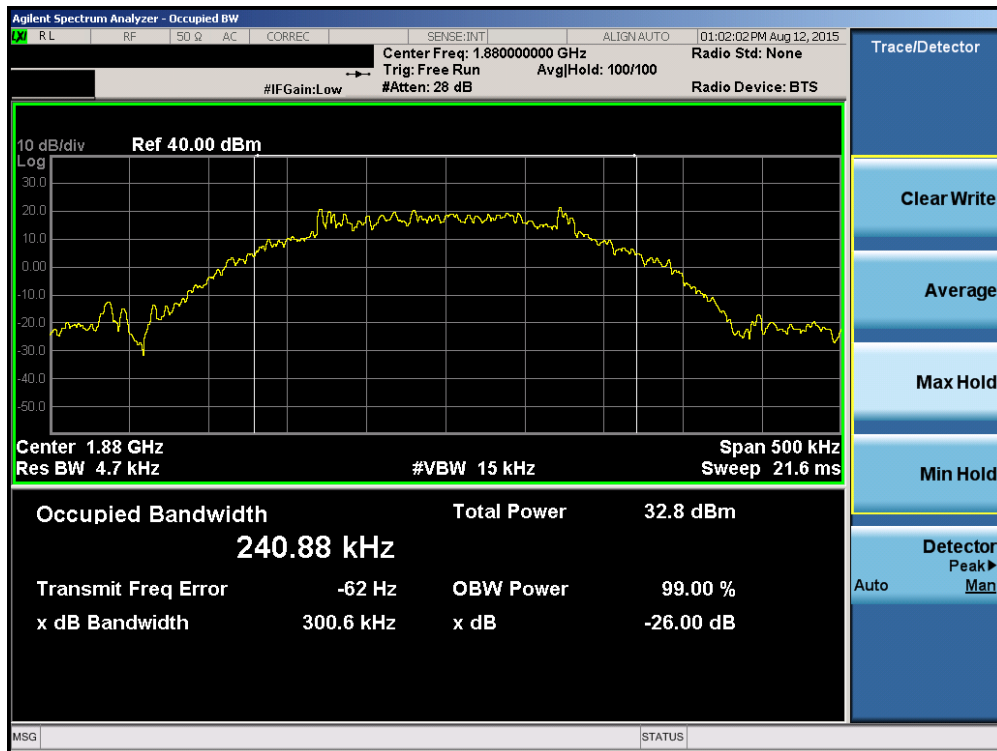 Agilent Spectrum Analyzer - Occupied BW
LXI RL RF 50 Ω AC CORREC SENSE:INT ALIGN AUTO 01:02:02 PM Aug 12, 2015
Center Freq: 1.880000000 GHz Radio Std: None
Trig: Free Run Avg|Hold: 100/100
#IFGain:Low #Atten: 28 dB Radio Device: BTS
10 dB/div Ref 40.00 dBm
Log
30.0
20.0
10.0
0.00
-10.0
-20.0
-30.0
-40.0
-50.0
Center 1.88 GHz Span 500 kHz
Res BW 4.7 kHz #VBW 15 kHz Sweep 21.6 ms
Occupied Bandwidth Total Power 32.8 dBm
240.88 kHz
Transmit Freq Error -62 Hz OBW Power 99.00 %
x dB Bandwidth 300.6 kHz x dB -26.00 dB
MSG STATUS
Trace/Detector
Clear Write
Average
Max Hold
Min Hold
Detector
Peak▶
Auto Man